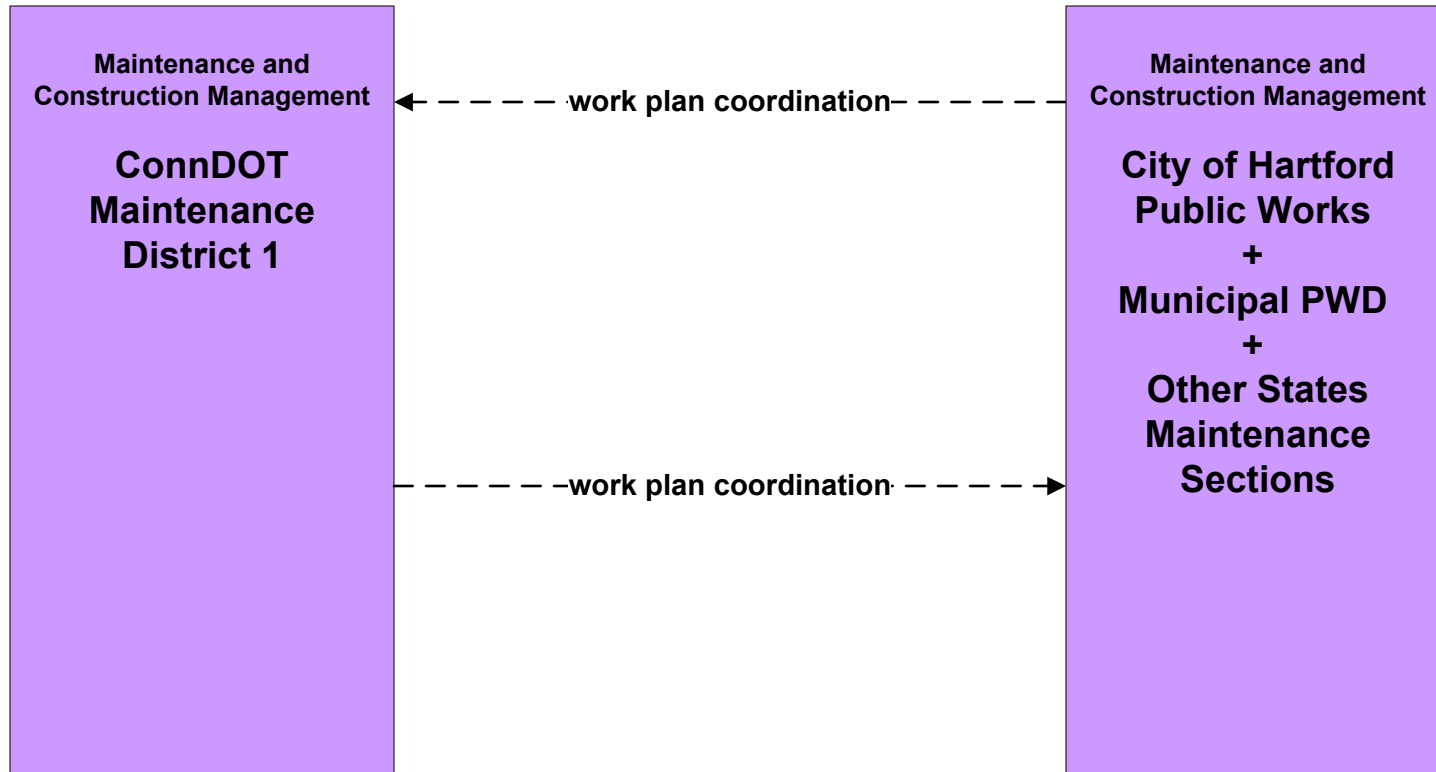 Maintenance and
Construction Management
ConnDOT
Maintenance
District 1
work plan coordination
work plan coordination
Maintenance and
Construction Management
City of Hartford
Public Works
+
Municipal PWD
+
Other States
Maintenance
Sections